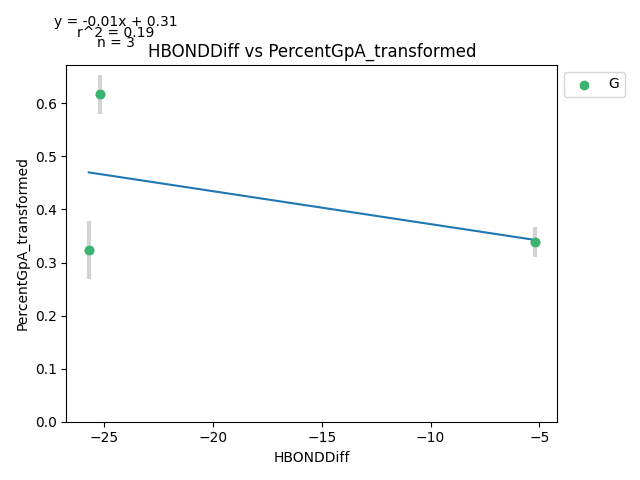 y = -0.01x + 0.31
r^2 = 0.19
n = 3
HBONDDiff vs PercentGpA_transformed
G
PercentGpA_transformed
0.6
0.5
0.4
0.3
0.2
0.1
0.0
−25
−20
−15
−10
−5
HBONDDiff